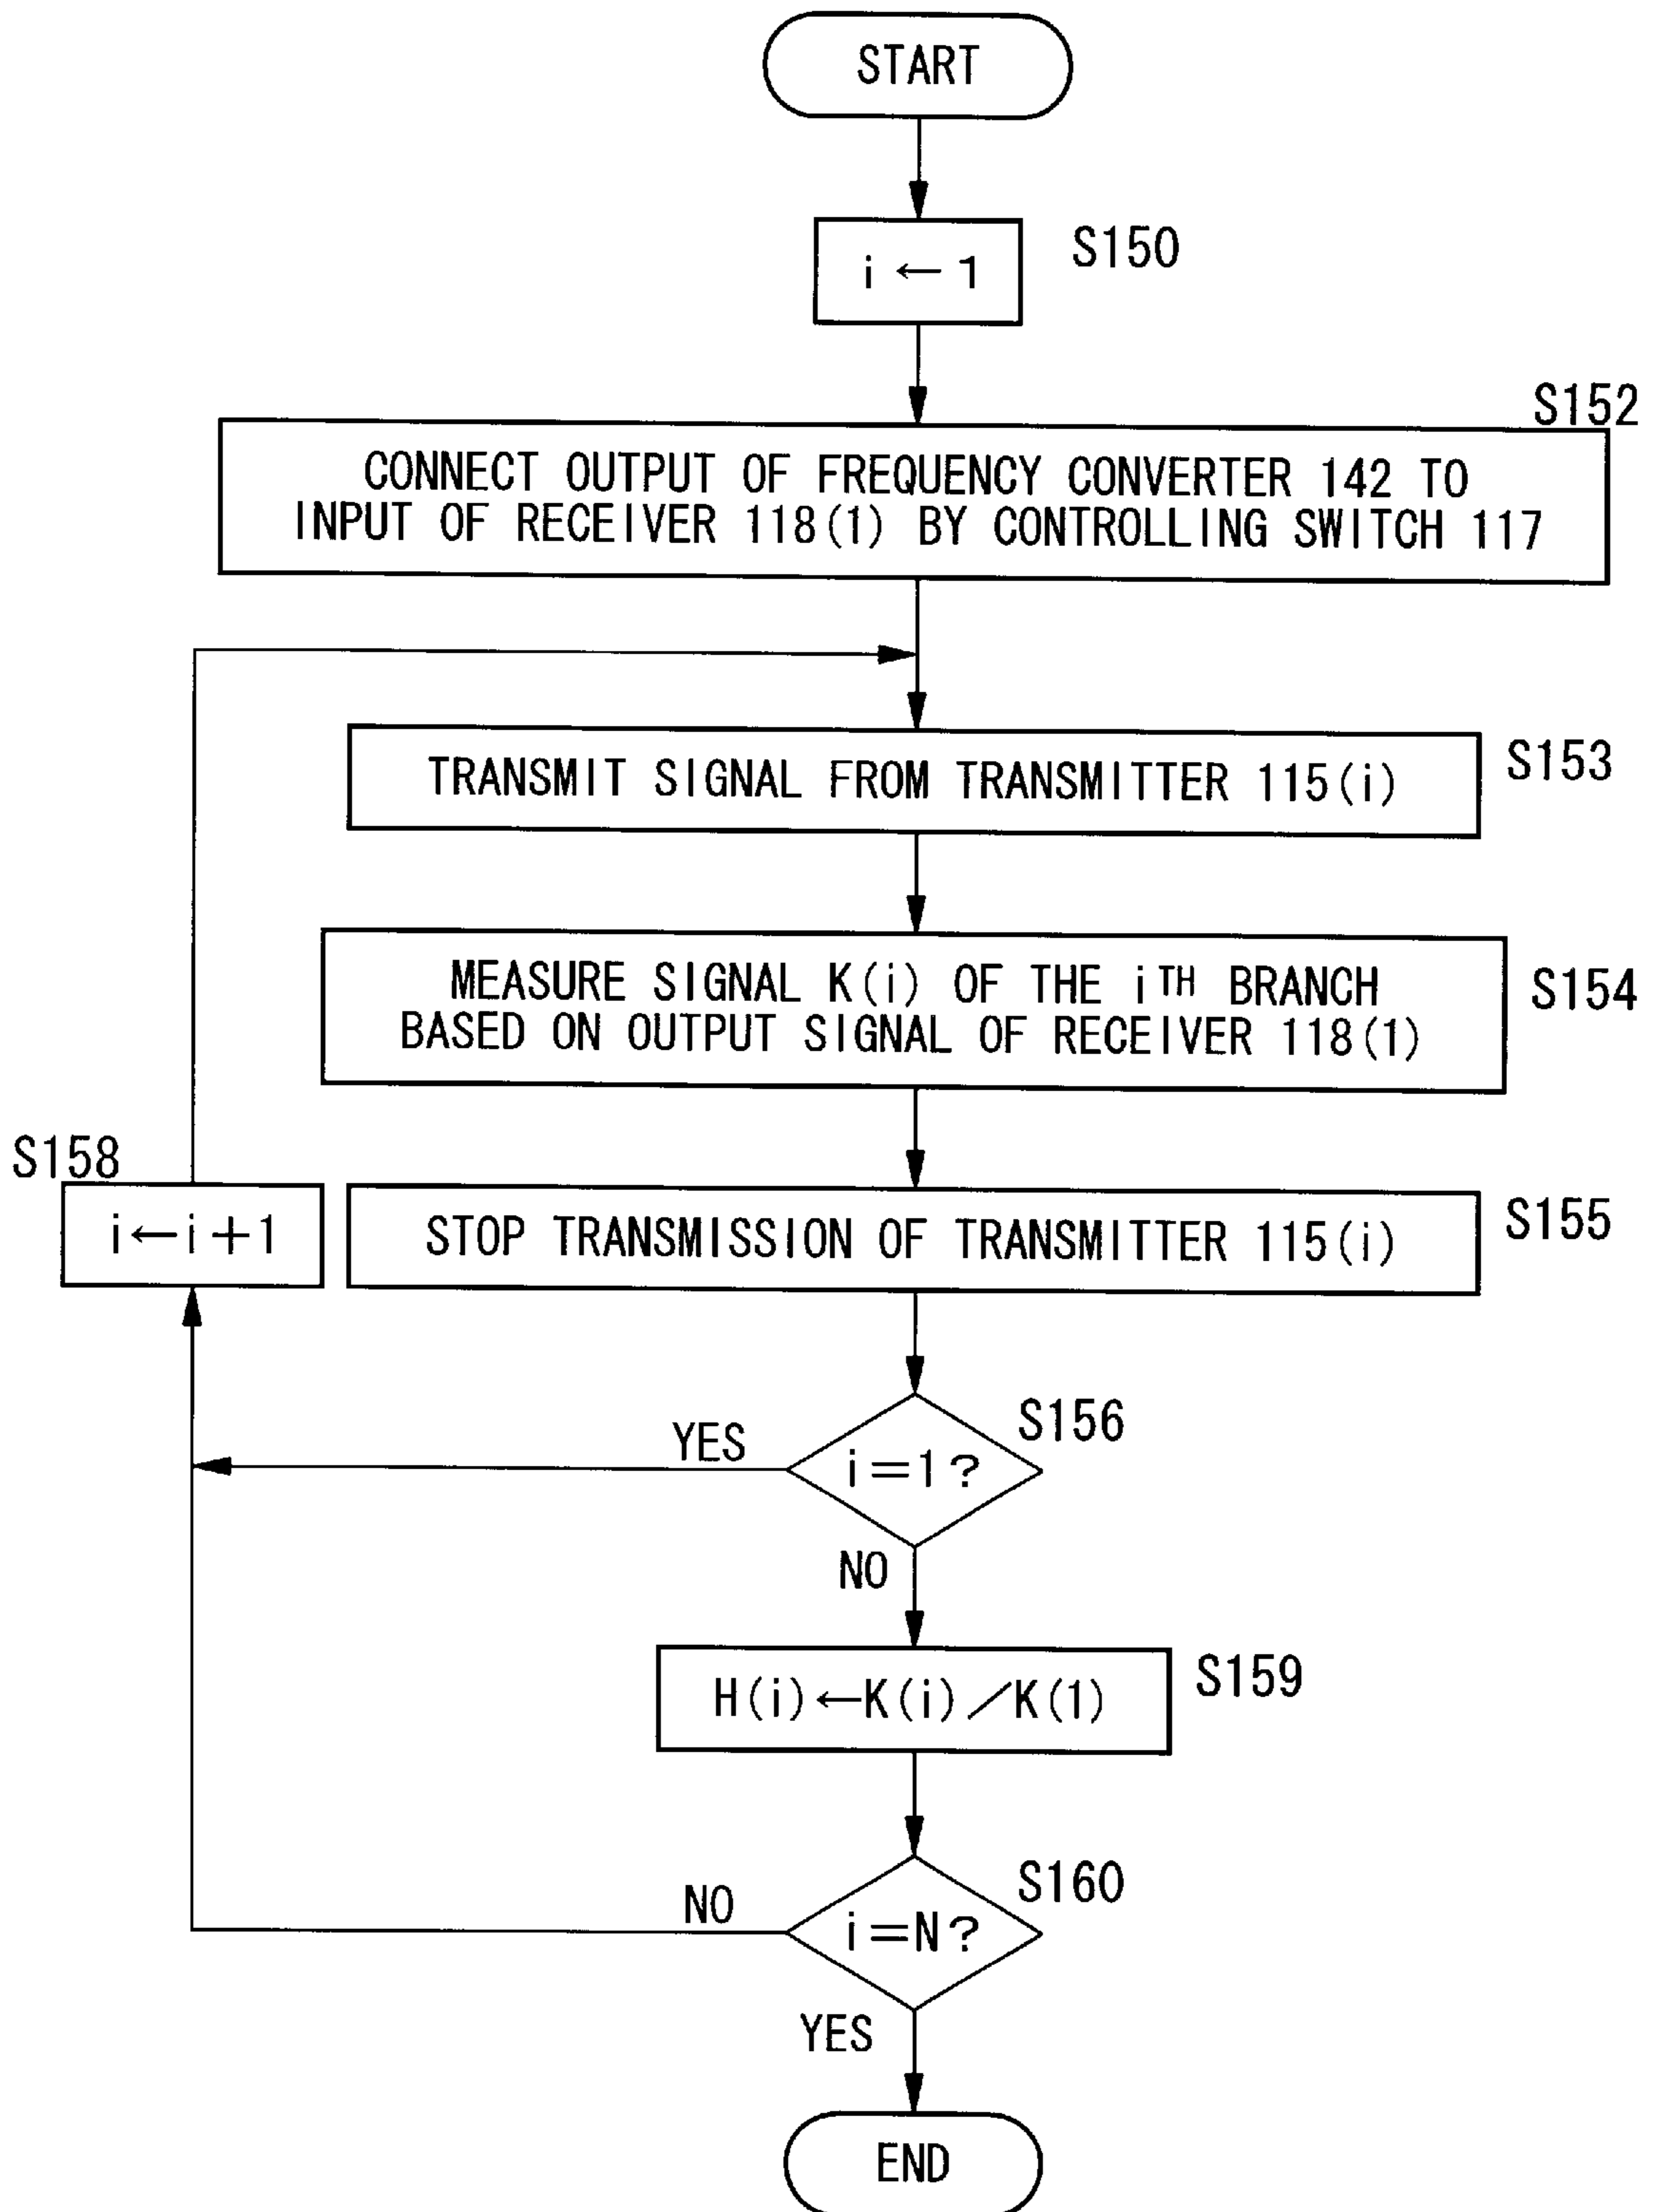 START
i ← 1
S150
S152
CONNECT OUTPUT OF FREQUENCY CONVERTER 142 TO
INPUT OF RECEIVER 118(1) BY CONTROLLING SWITCH 117
TRANSMIT SIGNAL FROM TRANSMITTER 115(i)
S153
MEASURE SIGNAL K(i) OF THE iTH BRANCH
BASED ON OUTPUT SIGNAL OF RECEIVER 118(1)
S154
S158
i←i+1
STOP TRANSMISSION OF TRANSMITTER 115(i)
S155
S156
YES
i=1?
NO
H(i)←K(i)/K(1)
S159
S160
NO
i=N?
YES
END